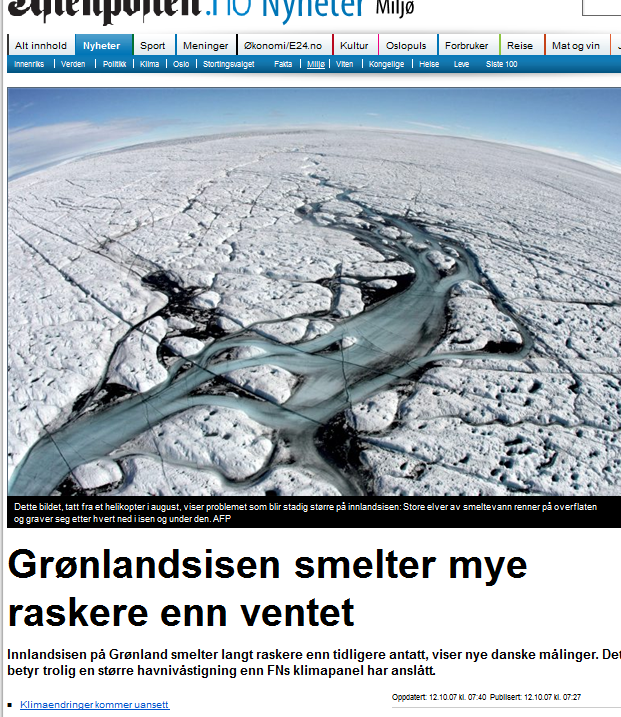 Aftenposten.no Nyheter Miljø
Alt innhold Nyheter Sport Meninger Økonomi/E24.no Kultur Oslopuls Forbruker Reise Mat og vin
Innenriks Verden Politikk Klima Oslo Stortingsvalget Fakta Miljø Viten Kongelige Helse Leve Siste 100
Dette bildet, tatt fra et helikopter i august, viser problemet som blir stadig større på innlandsisen: Store elver av smeltevann renner på overflaten
og graver seg etter hvert ned i isen og under den. AFP
Grønlandsisen smelter mye
raskere enn ventet
Innlandsisen på Grønland smelter langt raskere enn tidligere antatt, viser nye danske målinger. Det
betyr trolig en større havnivåstigning enn FNs klimapanel har anslått.
Oppdatert: 12.10.07 kl. 07:40 Publisert: 12.10.07 kl. 07:27
Klimaendringer kommer uansett